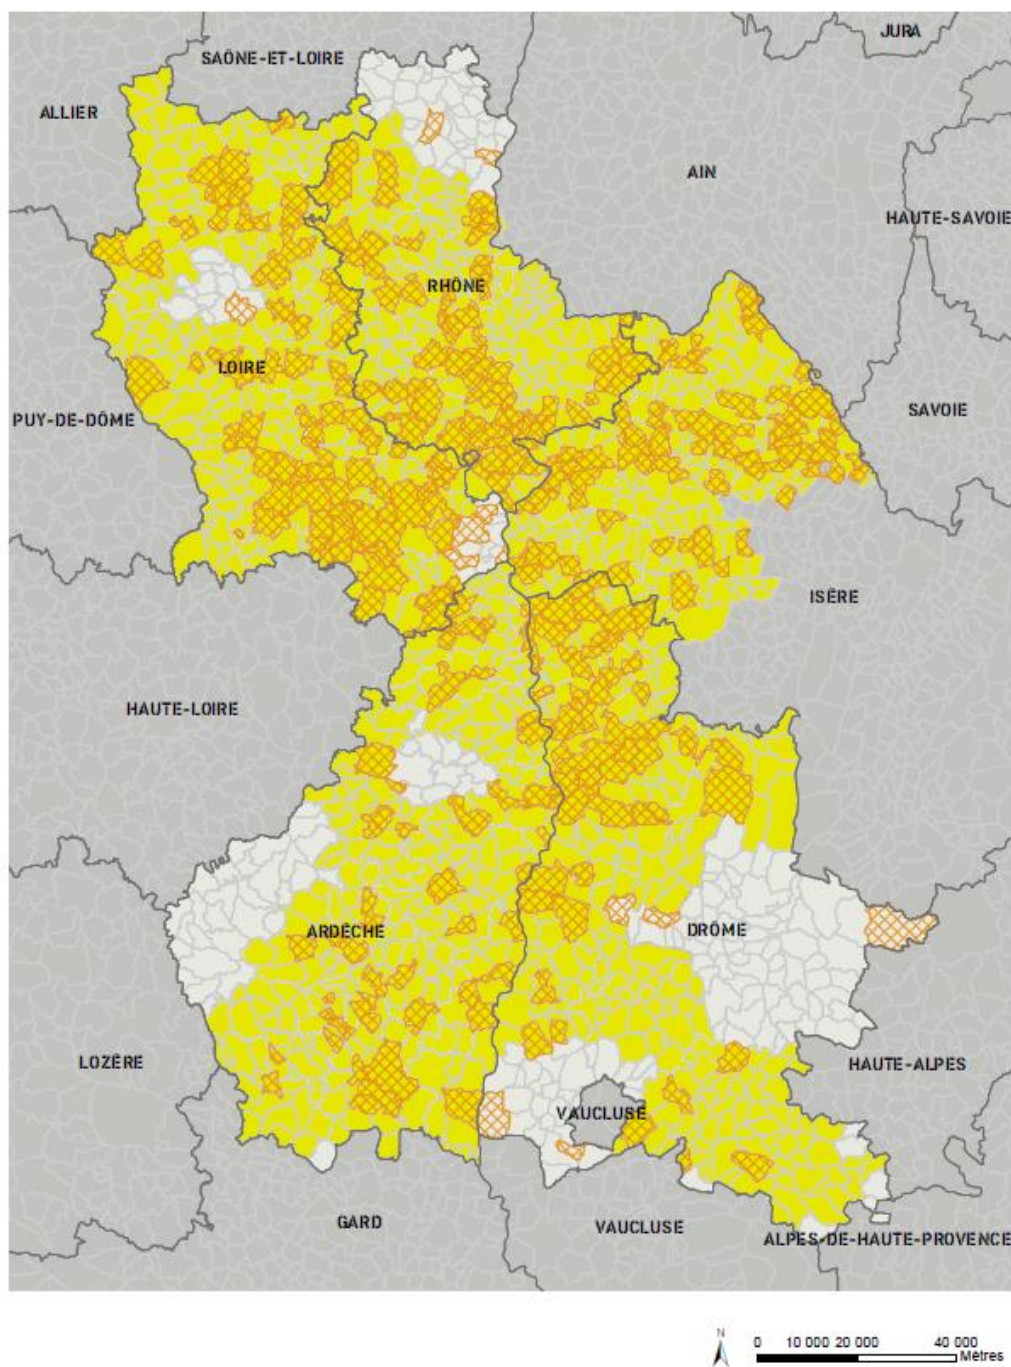 JURA
SAÔNE-ET-LOIRE
ALLIER
AIN
HAUTE-SAVOIE
RHÔNE
LOIRE
SAVOIE
PUY-DE-DÔME
ISÈRE
HAUTE-LOIRE
ARDÈCHE
DRÔME
LOZÈRE
HAUTE-ALPES
VAUCLUSE
GARD
VAUCLUSE
ALPES-DE-HAUTE-PROVENCE
N
0 10 000 20 000 40 000
Mètres